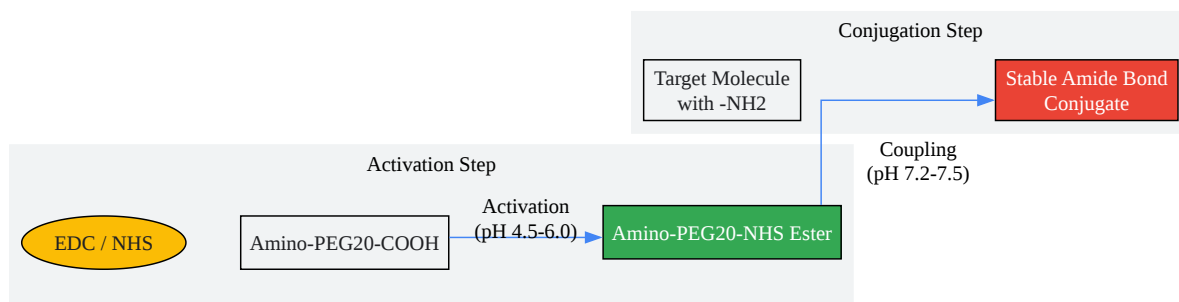 Conjugation Step
Target Molecule
with -NH2
Stable Amide Bond
Conjugate
Coupling
(pH 7.2-7.5)
Activation Step
EDC / NHS
Amino-PEG20-COOH
Activation
(pH 4.5-6.0)
Amino-PEG20-NHS Ester